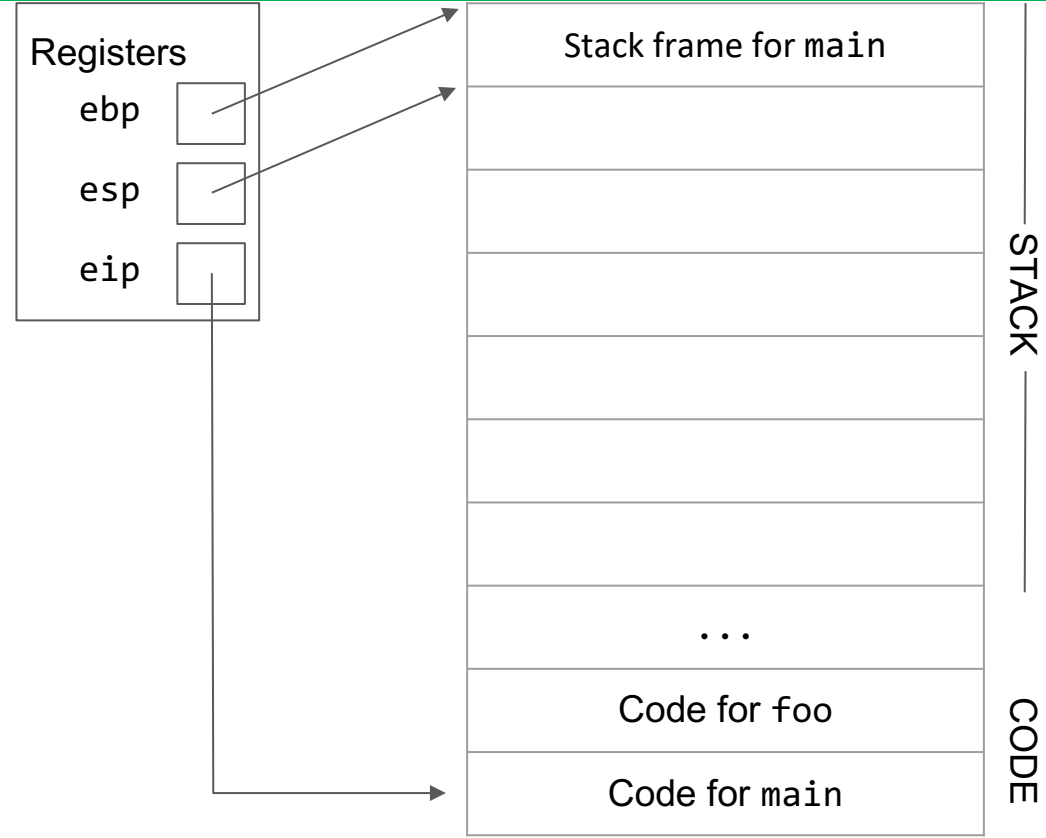 Registers
ebp
esp
eip
Stack frame for main
...
Code for foo
Code for main
STACK
CODE